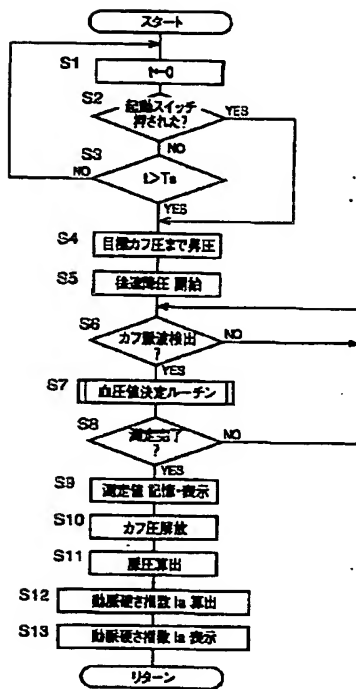 スタート
S1
t←0
S2
起動スイッチ
押された?
YES
NO
S3
t>Ts
NO
YES
S4
目標カフ圧まで昇圧
S5
徐速降圧 開始
S6
カフ脈波検出
?
NO
YES
S7
血圧値決定ルーチン
S8
測定完了
?
NO
YES
S9
測定値 記憶・表示
S10
カフ圧解放
S11
脈圧算出
S12
動脈硬さ指数 Ia 算出
S13
動脈硬さ指数 Ia 表示
リターン